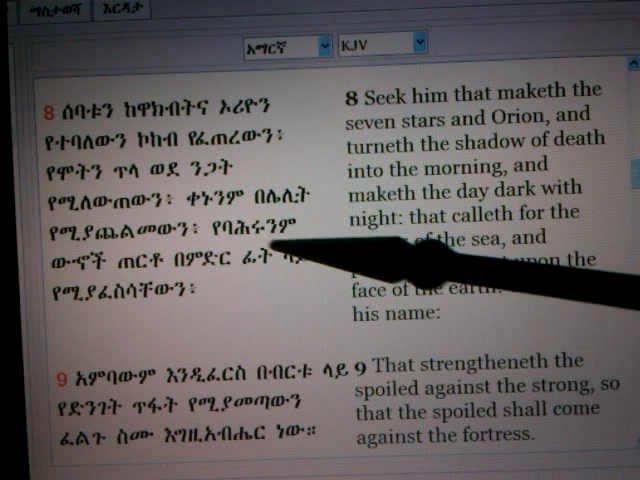 ማስታወሻ
እርዳታ
አማርኛ
KJV
8 ሰባቱን ከዋክብትና ኦሪዮን
የተባለውን ኮከብ የፈጠረውን፤
የሞትን ጥላ ወደ ንጋት
የሚለውጠውን፤ ቀኑንም በሌሊት
የሚያጨልመውን፤ የባሕሩንም
ውኆች ጠርቶ በምድር ፊት
የሚያፈስሳቸውን፤
9 አምባውም እንዲፈርስ በብርቱ ላይ
የድንገት ጥፋት የሚያመጣውን
ፈልጉ ስሙ እግዚአብሔር ነው።
8 Seek him that maketh the
seven stars and Orion, and
turneth the shadow of death
into the morning, and
maketh the day dark with
night: that calleth for the
of the sea, and
upon the
face of the earth:
his name:
9 That strengtheneth the
spoiled against the strong, so
that the spoiled shall come
against the fortress.